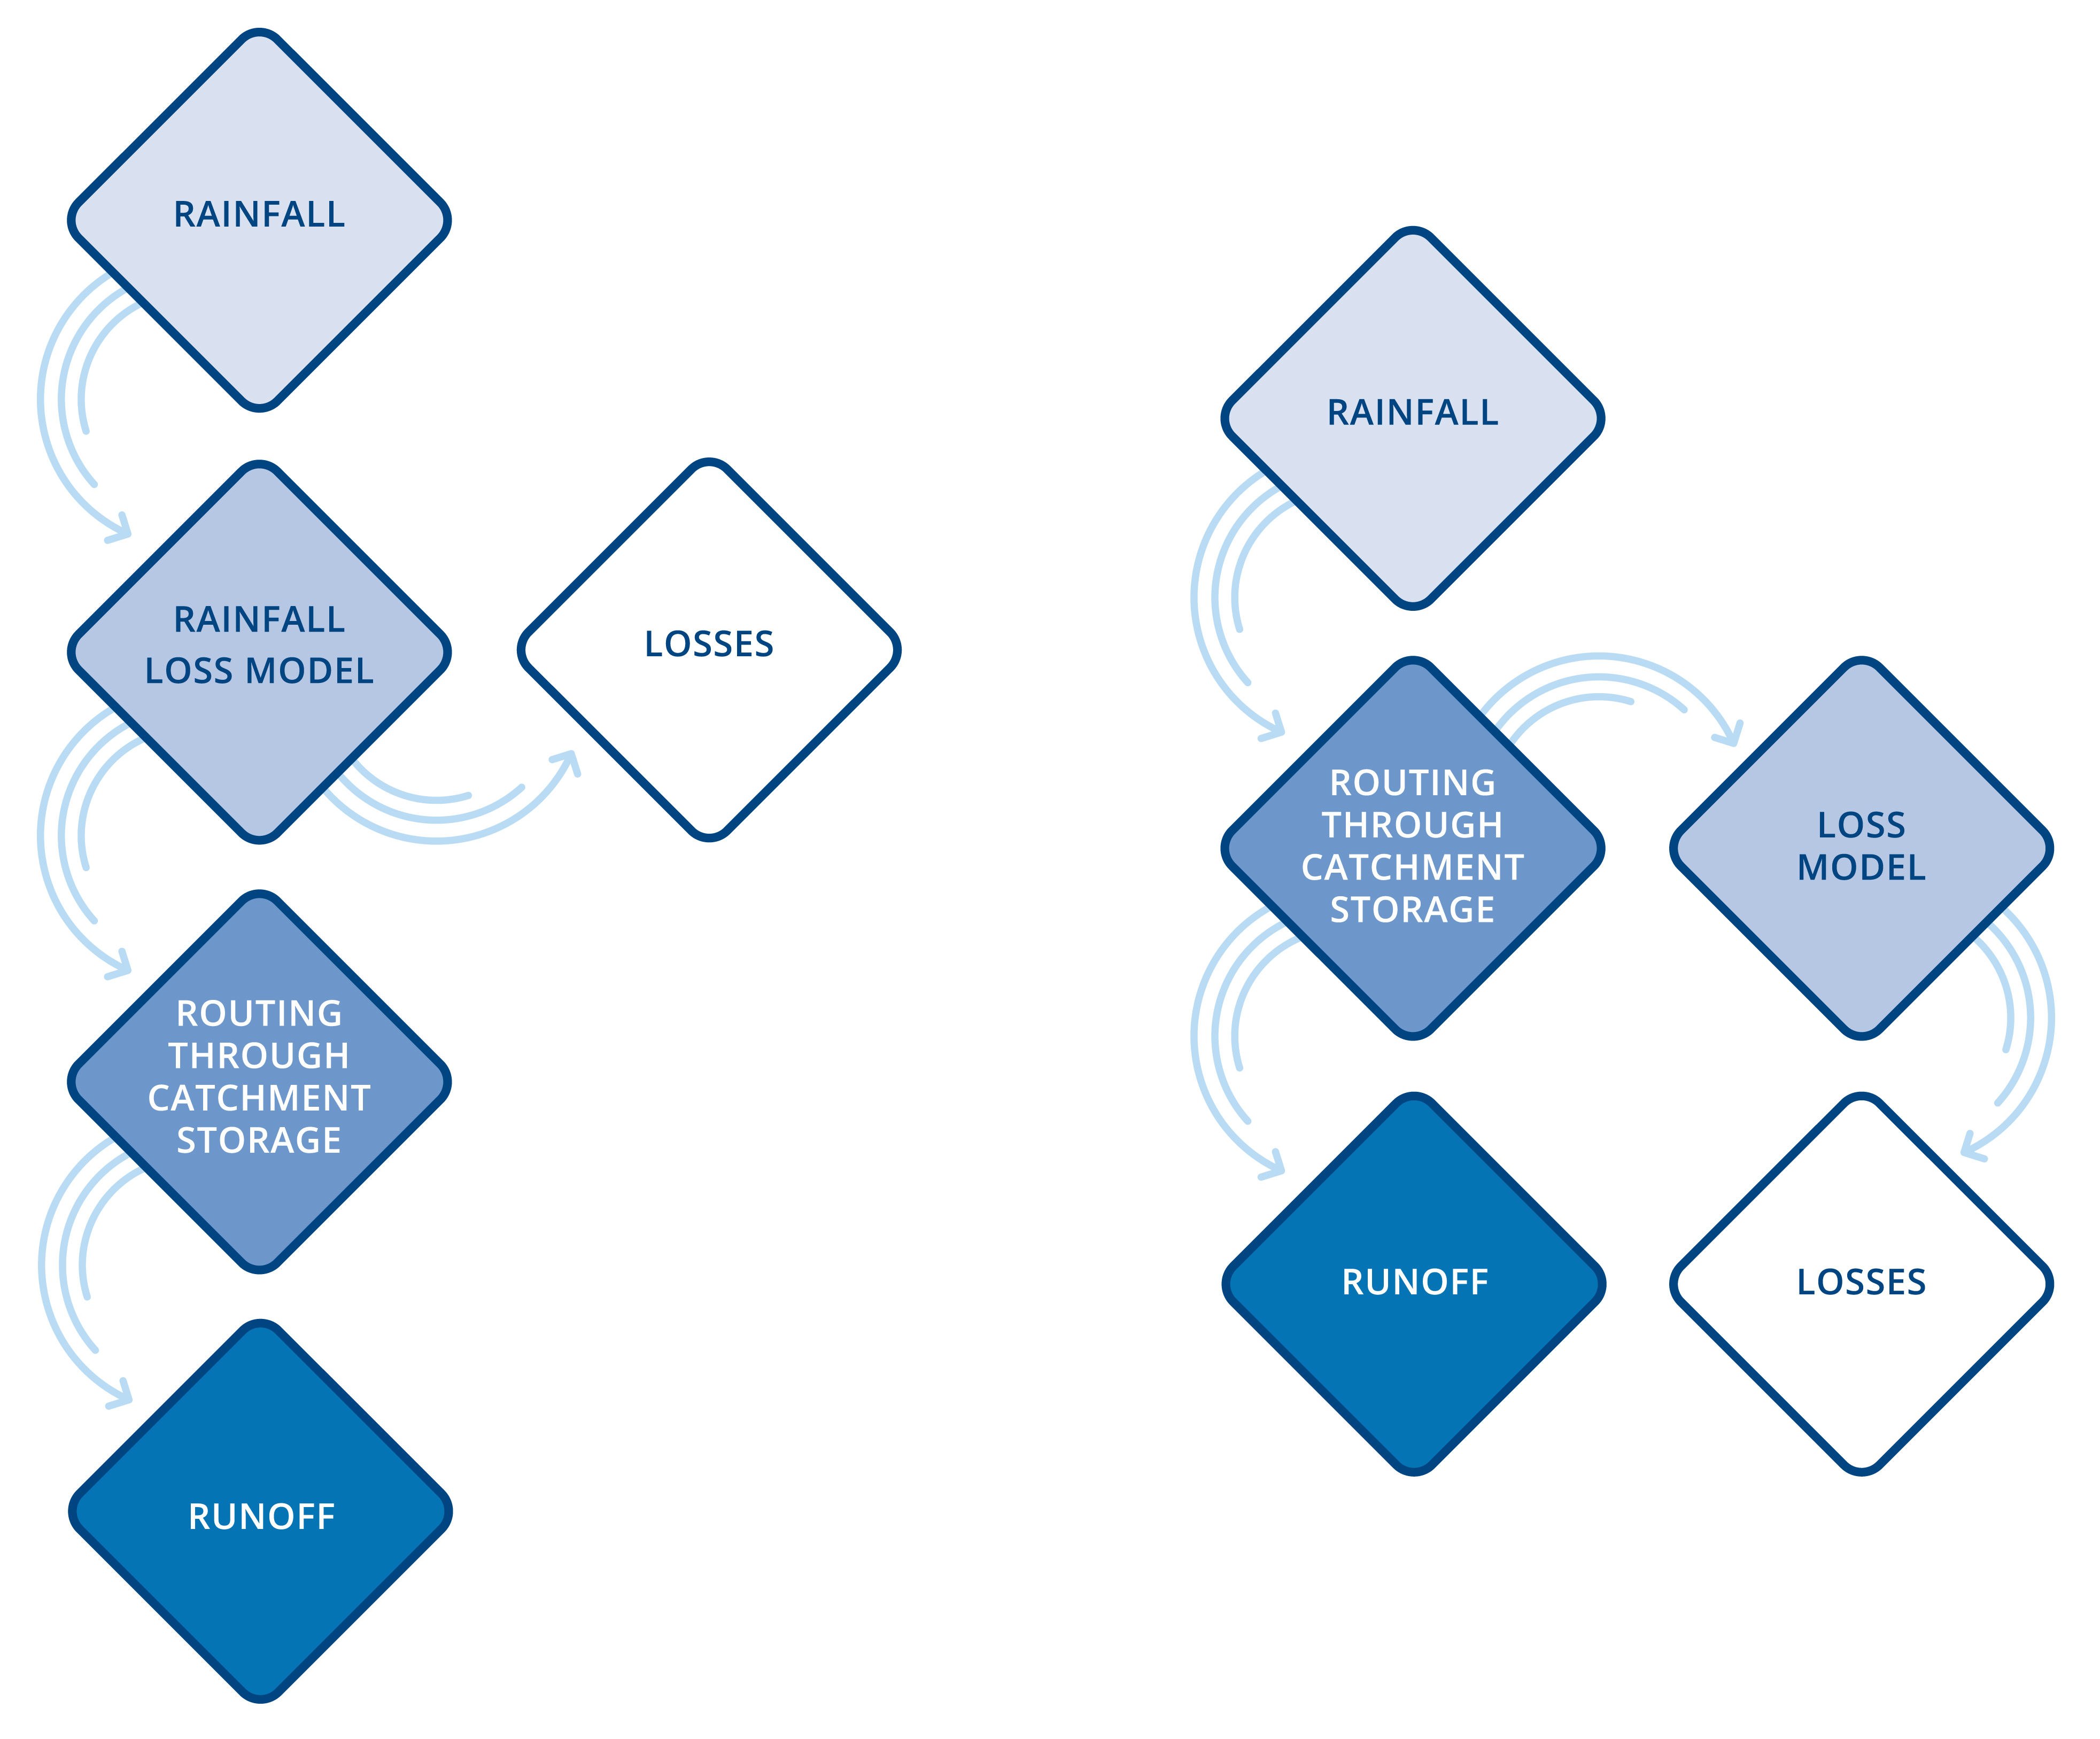 RAINFALL
RAINFALL
LOSS MODEL
LOSSES
ROUTING
THROUGH
CATCHMENT
STORAGE
RUNOFF
RAINFALL
ROUTING
THROUGH
CATCHMENT
STORAGE
LOSS
MODEL
RUNOFF
LOSSES